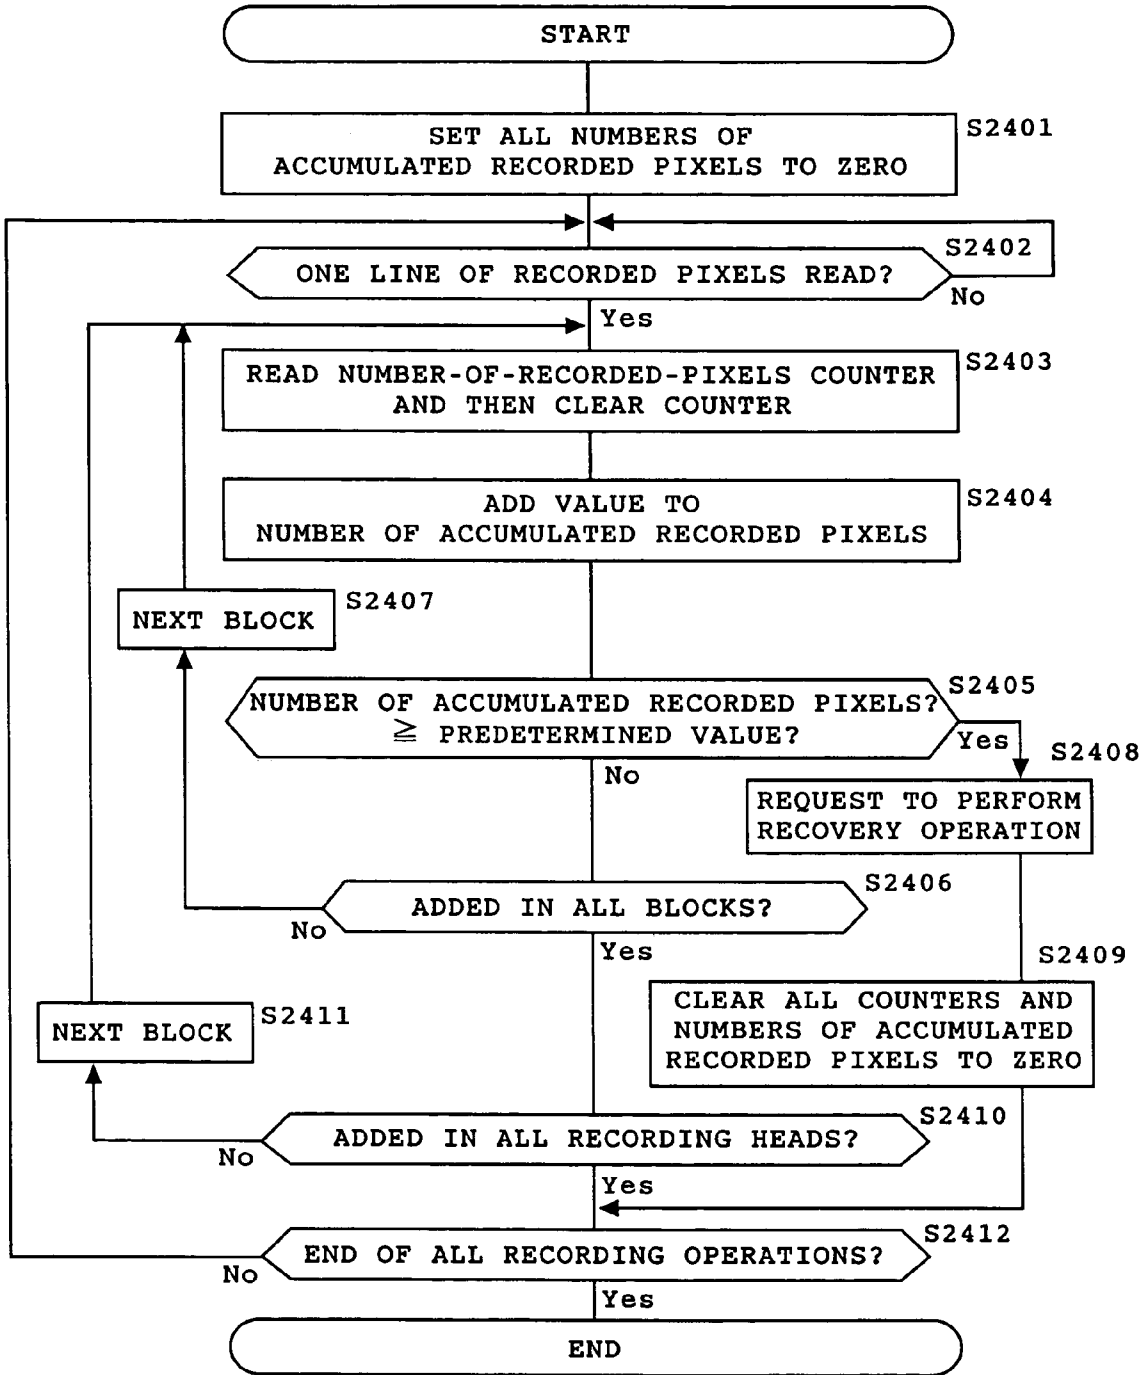 START
SET ALL NUMBERS OF
ACCUMULATED RECORDED PIXELS TO ZERO
S2401
ONE LINE OF RECORDED PIXELS READ?
S2402
No
Yes
READ NUMBER-OF-RECORDED-PIXELS COUNTER
AND THEN CLEAR COUNTER
S2403
ADD VALUE TO
NUMBER OF ACCUMULATED RECORDED PIXELS
S2404
NEXT BLOCK
S2407
NUMBER OF ACCUMULATED RECORDED PIXELS?
≧ PREDETERMINED VALUE?
S2405
Yes
No
S2408
REQUEST TO PERFORM
RECOVERY OPERATION
ADDED IN ALL BLOCKS?
S2406
No
Yes
S2409
CLEAR ALL COUNTERS AND
NUMBERS OF ACCUMULATED
RECORDED PIXELS TO ZERO
NEXT BLOCK
S2411
ADDED IN ALL RECORDING HEADS?
S2410
No
Yes
END OF ALL RECORDING OPERATIONS?
S2412
No
Yes
END